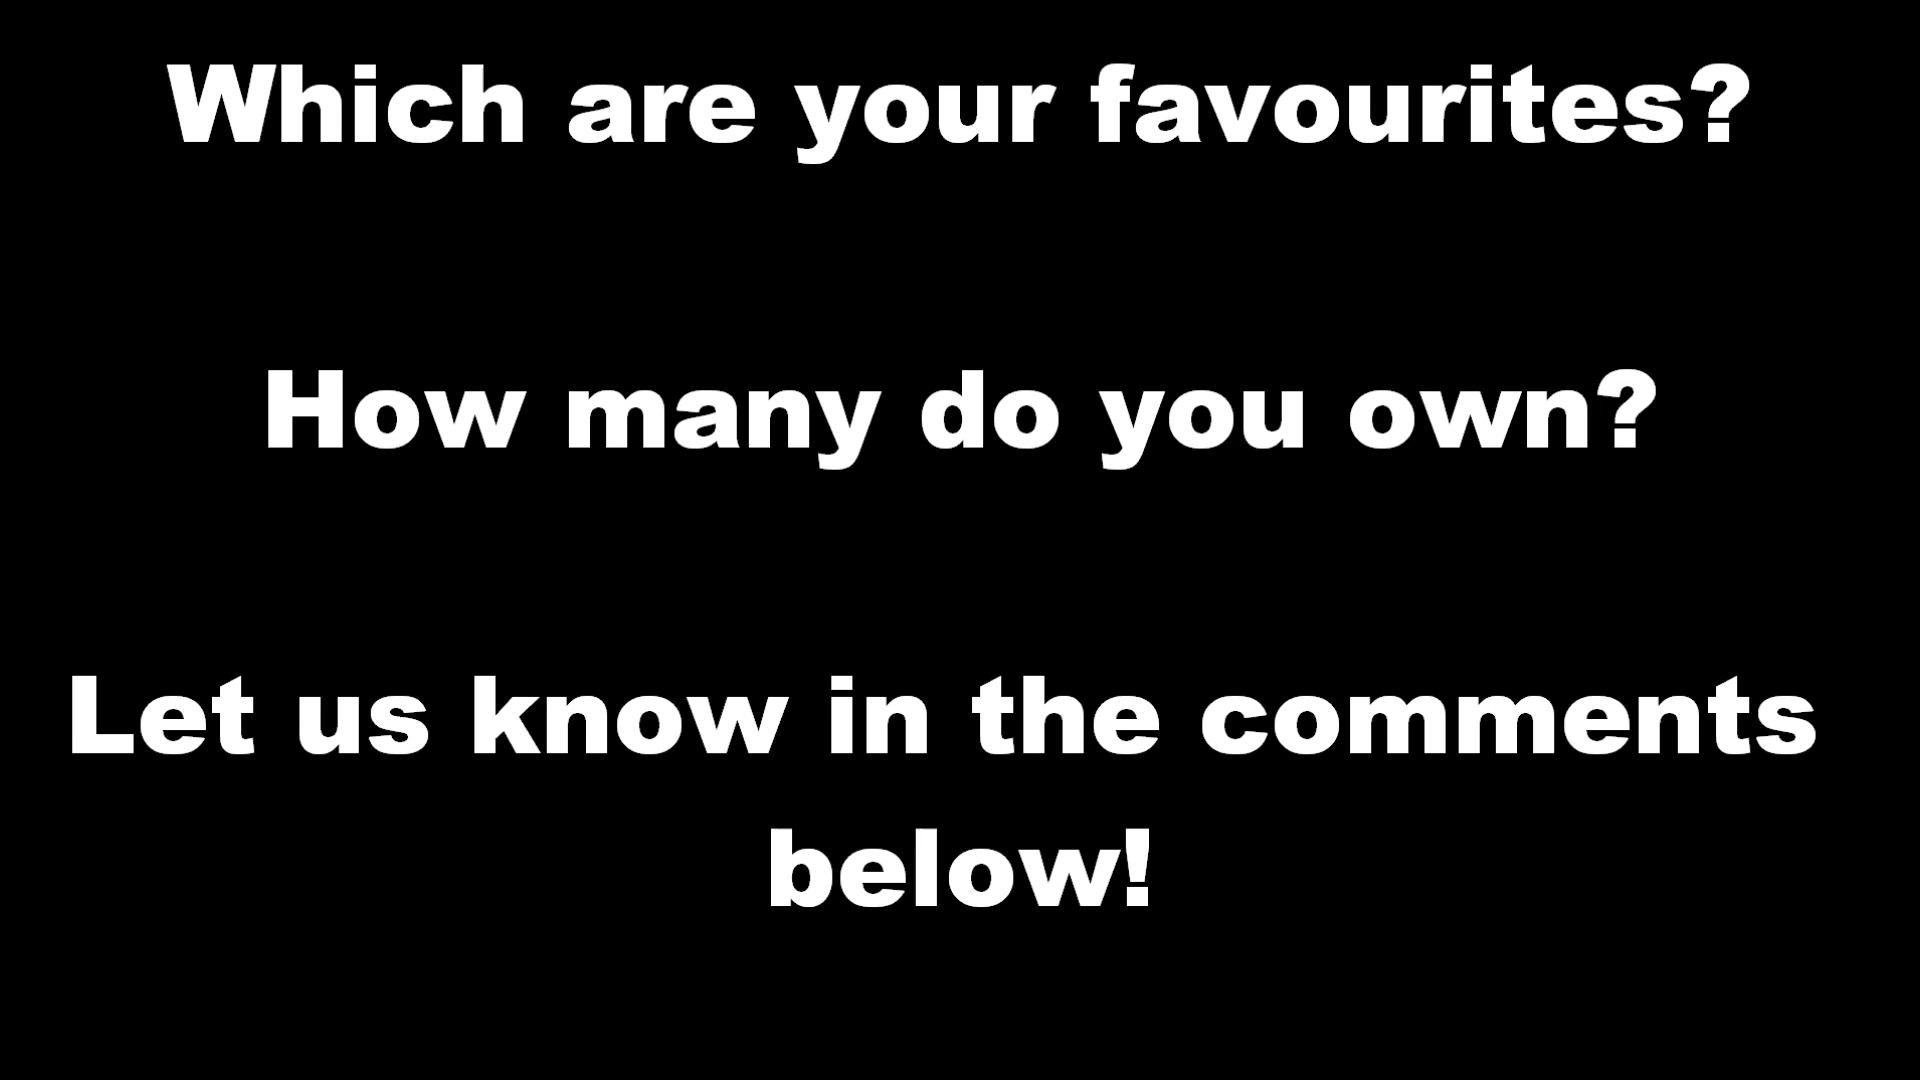 Which are your favourites?
How many do you own?
Let us know in the comments
below!